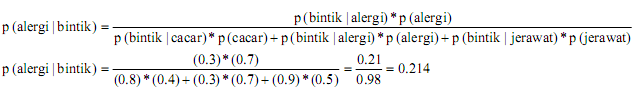 p (alergi | bintik) = p (bintik | alergi) * p (alergi) / p (bintik | cacar) * p (cacar) + p (bintik | alergi) * p (alergi) + p (bintik | jerawat) * p (jerawat)
p (alergi | bintik) = (0.3) * (0.7) / (0.8) * (0.4) + (0.3) * (0.7) + (0.9) * (0.5) = 0.21 / 0.98 = 0.214